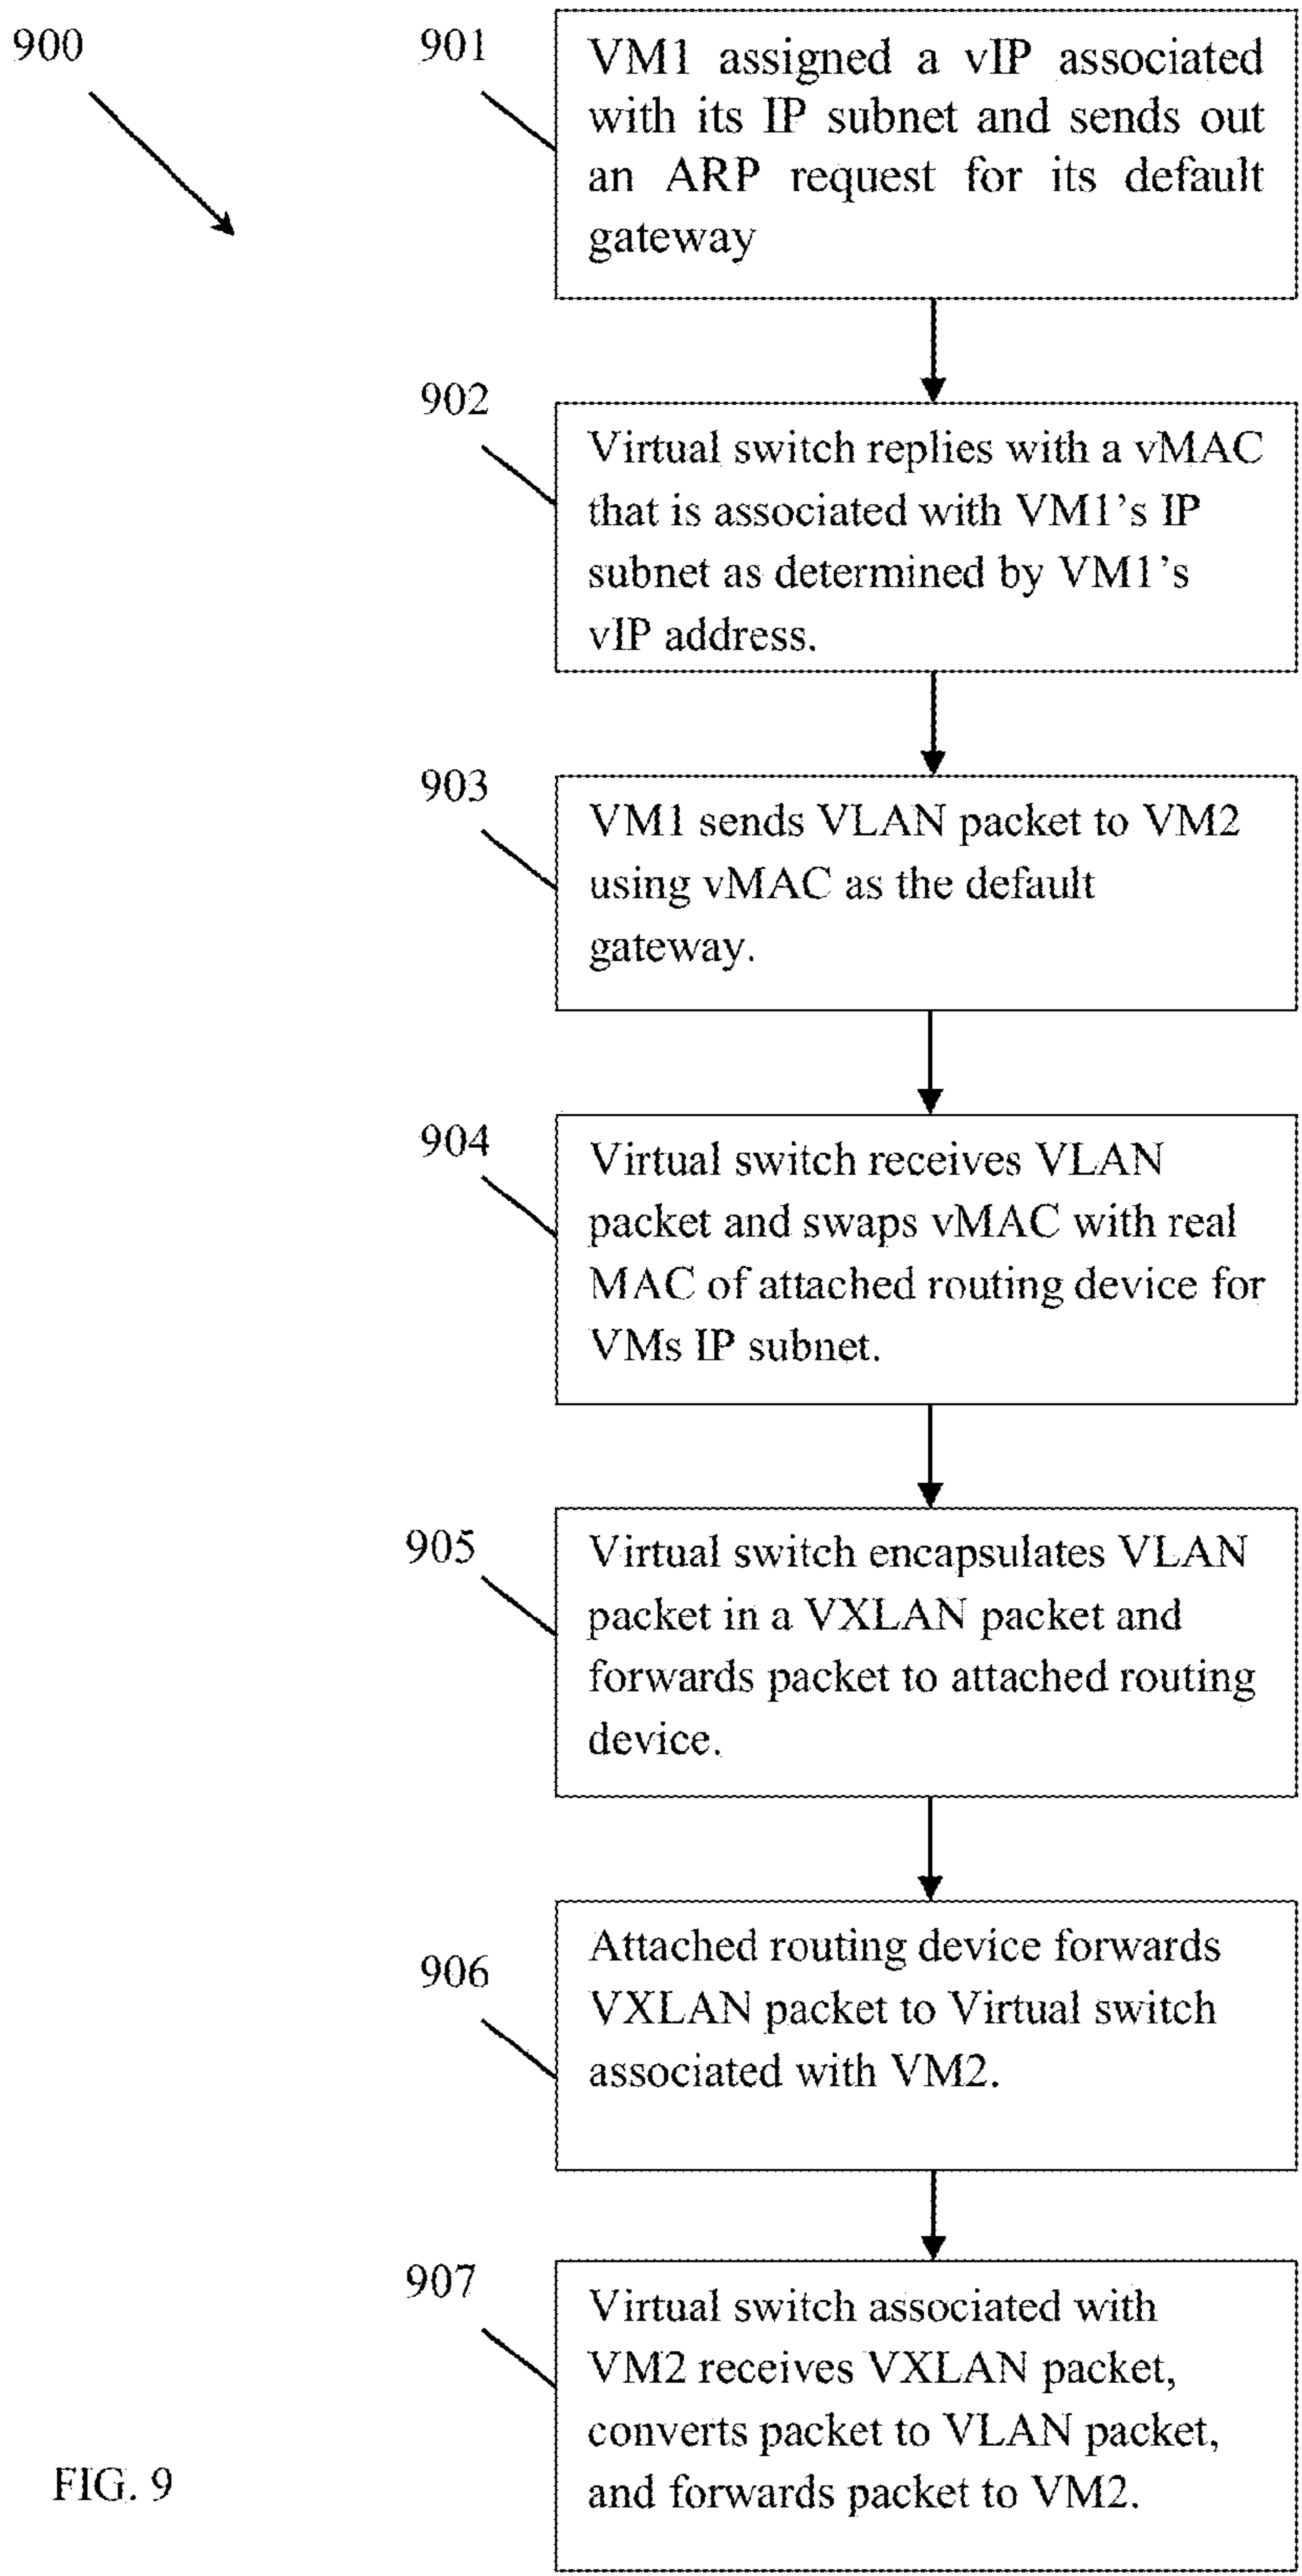 900
901
VM1 assigned a vIP associated
with its IP subnet and sends out
an ARP request for its default
gateway
902
Virtual switch replies with a vMAC
that is associated with VM1's IP
subnet as determined by VM1's
vIP address.
903
VM1 sends VLAN packet to VM2
using vMAC as the default
gateway.
904
Virtual switch receives VLAN
packet and swaps vMAC with real
MAC of attached routing device for
VMs IP subnet.
905
Virtual switch encapsulates VLAN
packet in a VXLAN packet and
forwards packet to attached routing
device.
906
Attached routing device forwards
VXLAN packet to Virtual switch
associated with VM2.
907
Virtual switch associated with
VM2 receives VXLAN packet,
converts packet to VLAN packet,
and forwards packet to VM2.
FIG. 9